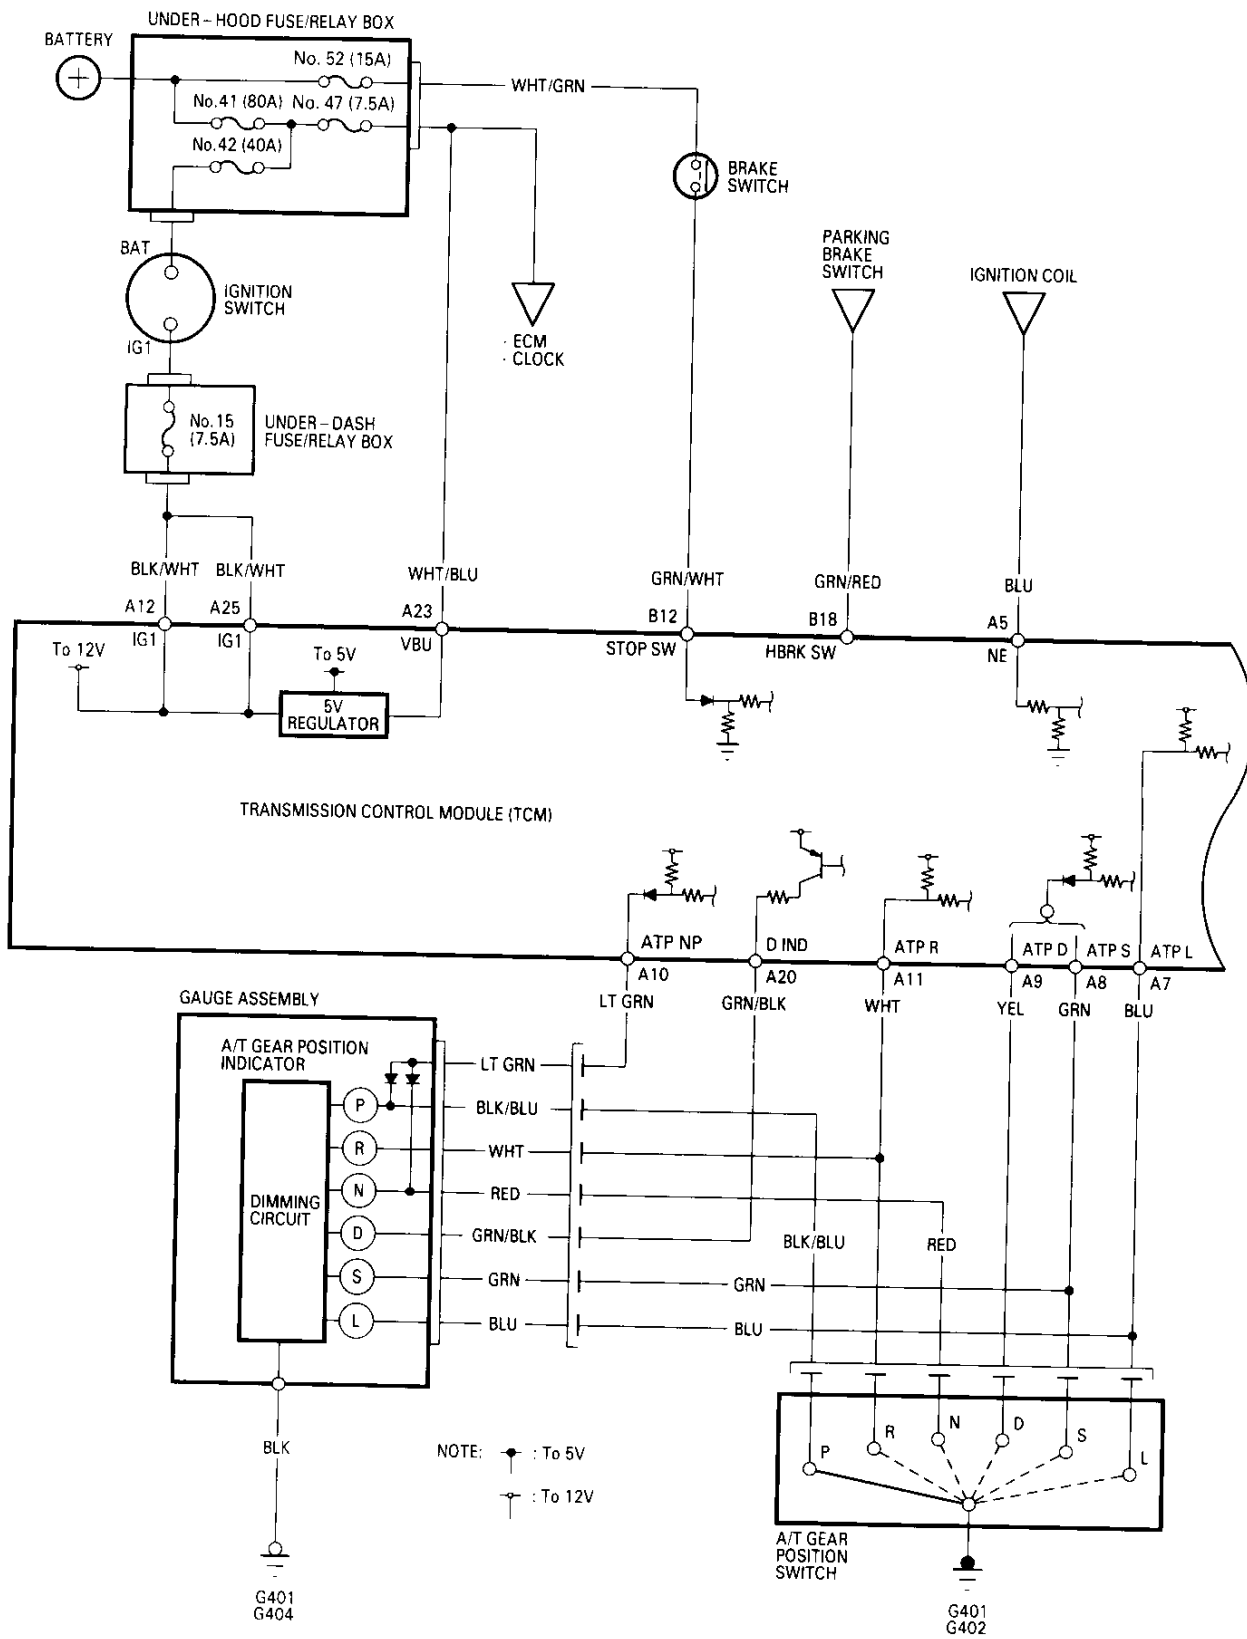 UNDER-HOOD FUSE/RELAY BOX
BATTERY
+
No. 52 (15A)
WHT/GRN
No.41 (80A)
No. 47 (7.5A)
No.42 (40A)
BRAKE
SWITCH
BAT
IGNITION
SWITCH
IG1
· ECM
· CLOCK
PARKING
BRAKE
SWITCH
IGNITION COIL
No.15
(7.5A)
UNDER-DASH
FUSE/RELAY BOX
BLK/WHT
BLK/WHT
WHT/BLU
GRN/WHT
GRN/RED
BLU
A12
A25
A23
B12
B18
A5
IG1
IG1
VBU
STOP SW
HBRK SW
NE
To 12V
To 5V
5V
REGULATOR
TRANSMISSION CONTROL MODULE (TCM)
ATP NP
D IND
ATP R
ATP D
ATP S
ATP L
A10
A20
A11
A9
A8
A7
LT GRN
GRN/BLK
WHT
YEL
GRN
BLU
GAUGE ASSEMBLY
A/T GEAR POSITION
INDICATOR
LT GRN
P
BLK/BLU
R
WHT
N
RED
DIMMING
CIRCUIT
D
GRN/BLK
BLK/BLU
RED
S
GRN
GRN
L
BLU
BLU
BLK
NOTE:
: To 5V
: To 12V
P
R
N
D
S
L
A/T GEAR
POSITION
SWITCH
G401
G404
G401
G402